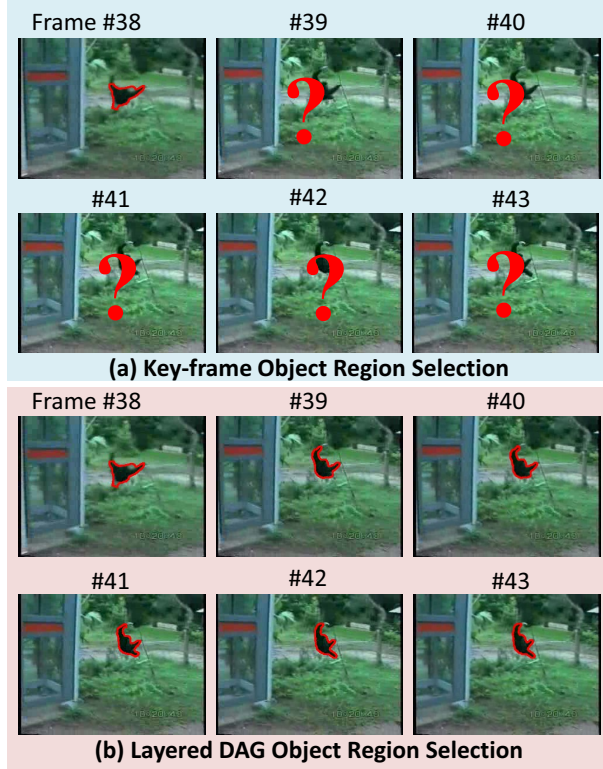 Frame #38 #39 #40
? ? ?
#41 #42 #43
? ? ?
(a) Key-frame Object Region Selection
Frame #38 #39 #40
#41 #42 #43
(b) Layered DAG Object Region Selection